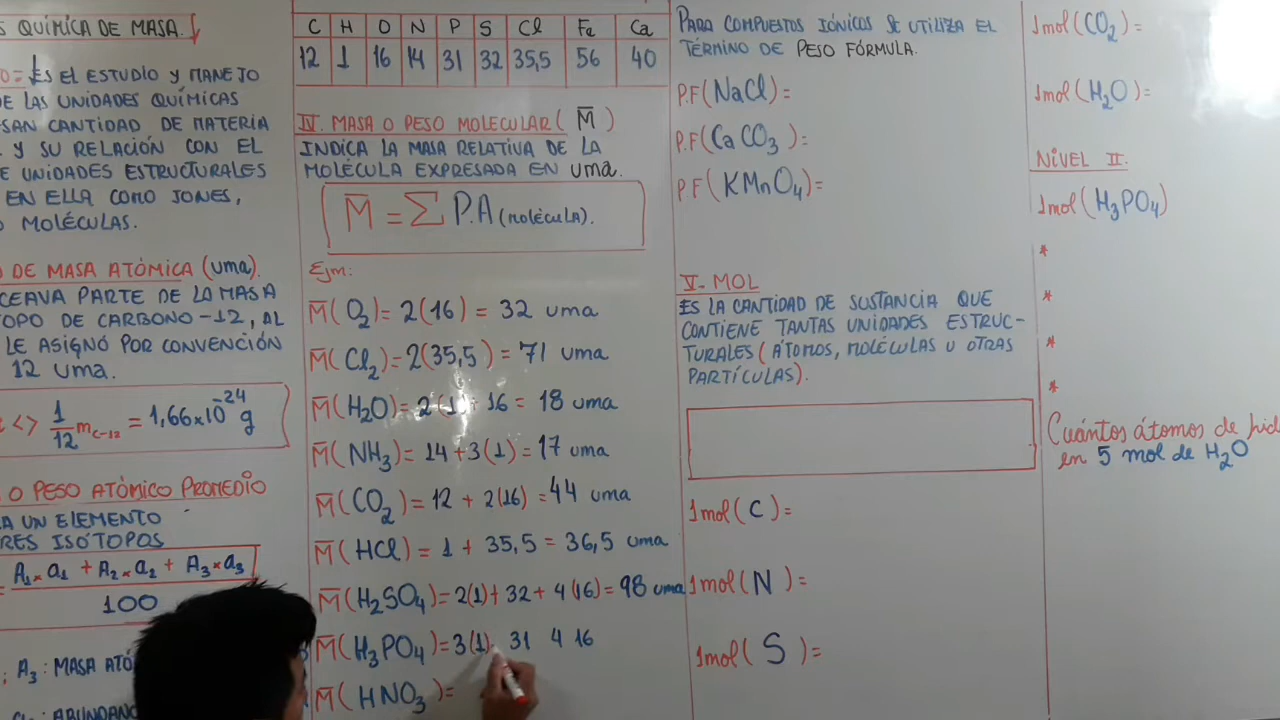 S QUÍMICA DE MASA.
ES EL ESTUDIO Y MANEJO
DE LAS UNIDADES QUÍMICAS
SAN CANTIDAD DE MATERIA
Y SU RELACIÓN CON EL
E UNIDADES ESTRUCTURALES
EN ELLA COMO IONES,
MOLÉCULAS.
DE MASA ATÓMICA (uma).
CEAVA PARTE DE LA MASA
TOPO DE CARBONO-12, AL
LE ASIGNÓ POR CONVENCIÓN
12 uma.
<> 1/12 m C-12 = 1,66x10⁻²⁴ g
O PESO ATÓMICO PROMEDIO
A UN ELEMENTO
RES ISÓTOPOS
= A₁xa₁ + A₂xa₂ + A₃xa₃
100
; A₃: MASA ATÓ
C H O N P S Cl Fe Ca
12 1 16 14 31 32 35,5 56 40
IV. MASA O PESO MOLECULAR (M̅)
INDICA LA MASA RELATIVA DE LA
MOLÉCULA EXPRESADA EN uma.
M̅ = Σ P.A (MOLÉCULA).
Ejm:
M̅(O₂)= 2(16) = 32 uma
M̅(Cl₂)= 2(35,5) = 71 uma
M̅(H₂O)= 2(1)+16 = 18 uma
M̅(NH₃)= 14+3(1) = 17 uma
M̅(CO₂)= 12 + 2(16) = 44 uma
M̅(HCl)= 1 + 35,5 = 36,5 uma
M̅(H₂SO₄)= 2(1)+32+4(16)= 98 uma
M̅(H₃PO₄)= 3(1) 31 4 16
M̅(HNO₃)=
PARA COMPUESTOS IÓNICOS SE UTILIZA EL
TÉRMINO DE PESO FÓRMULA.
P.F(NaCl)=
P.F(CaCO₃)=
PF(KMnO₄)=
V- MOL
ES LA CANTIDAD DE SUSTANCIA QUE
CONTIENE TANTAS UNIDADES ESTRUC-
TURALES (ÁTOMOS, MOLÉCULAS U OTRAS
PARTÍCULAS).
1mol(C)=
1mol(N)=
1mol(S)=
1mol(CO₂)=
1mol(H₂O)=
NIVEL II.
1mol(H₃PO₄)
*
*
*
*
Cuántos átomos de hid
en 5 mol de H₂O